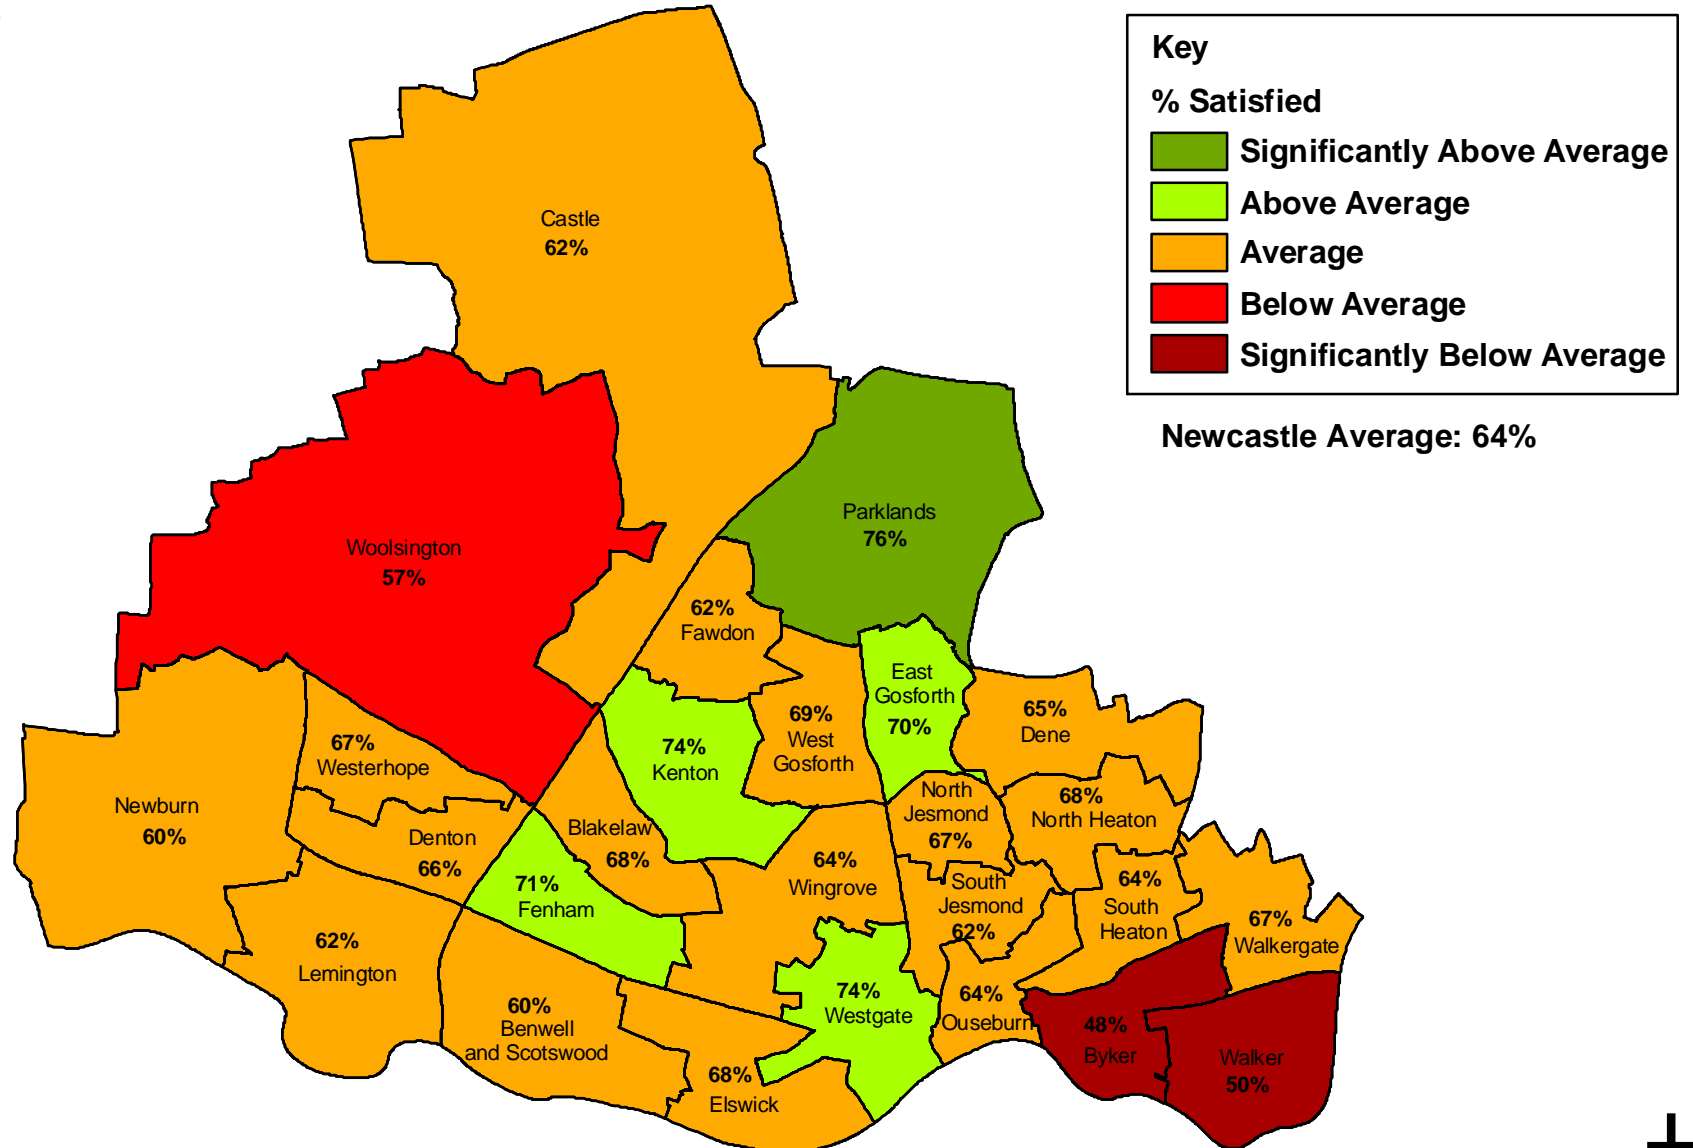 Key
% Satisfied
Significantly Above Average
Above Average
Average
Below Average
Significantly Below Average
Newcastle Average: 64%
Castle
62%
Parklands
76%
Woolsington
57%
62%
Fawdon
East
Gosforth
70%
69%
West
Gosforth
65%
Dene
74%
Kenton
67%
Westerhope
Newburn
60%
Denton
66%
Blakelaw
68%
North
Jesmond
67%
68%
North Heaton
64%
Wingrove
71%
Fenham
South
Jesmond
62%
64%
South
Heaton
67%
Walkergate
62%
Lemington
60%
Benwell
and Scotswood
74%
Westgate
64%
Ouseburn
48%
Byker
Walker
50%
68%
Elswick